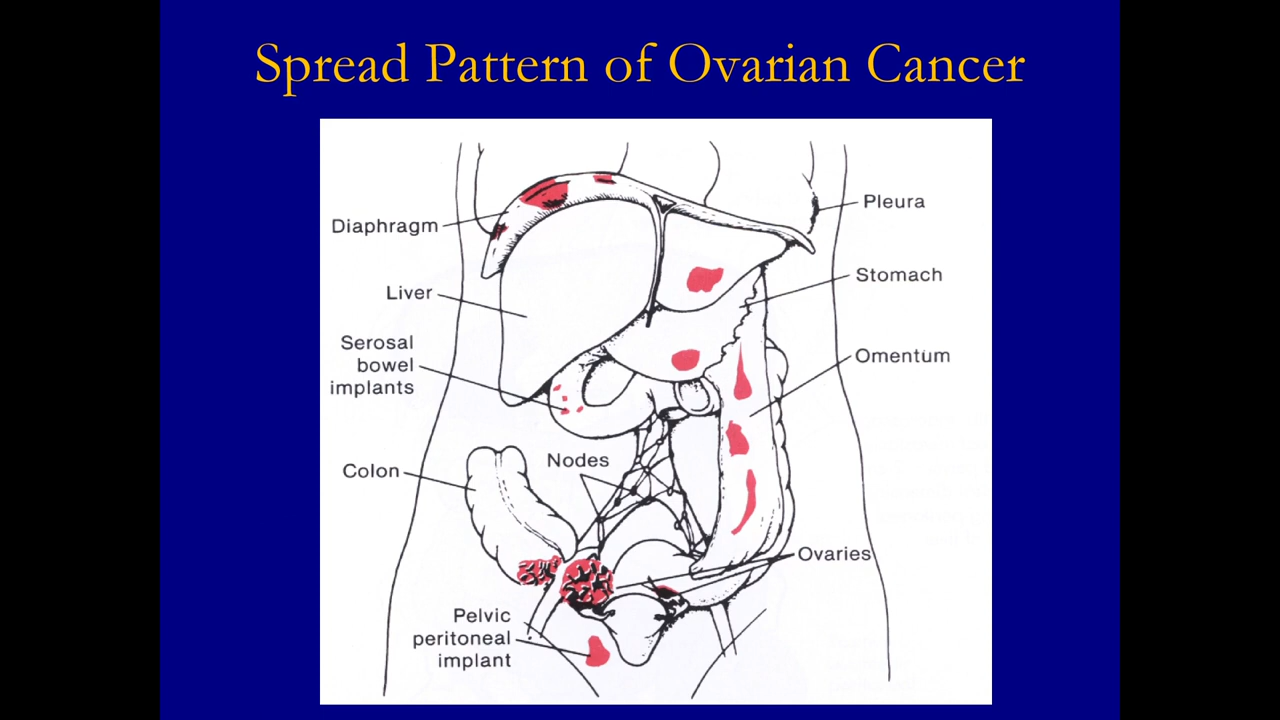 Spread Pattern of Ovarian Cancer
Pleura
Diaphragm
Stomach
Liver
Serosal
bowel
implants
Omentum
Nodes
Colon
Ovaries
Pelvic
peritoneal
implant